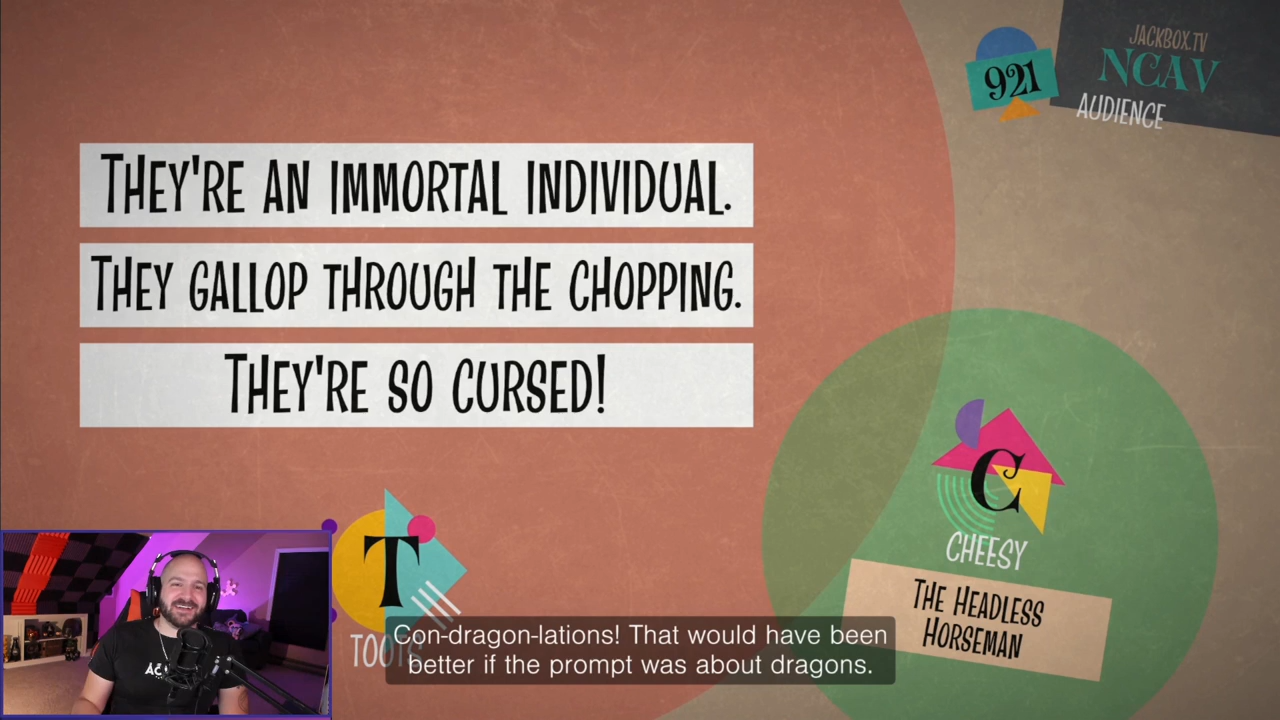 JACKBOX.TV
NCAV
921
AUDIENCE
THEY'RE AN IMMORTAL INDIVIDUAL.
THEY GALLOP THROUGH THE CHOPPING.
THEY'RE SO CURSED!
T
C
CHEESY
THE HEADLESS
HORSEMAN
Con-dragon-lations! That would have been
better if the prompt was about dragons.